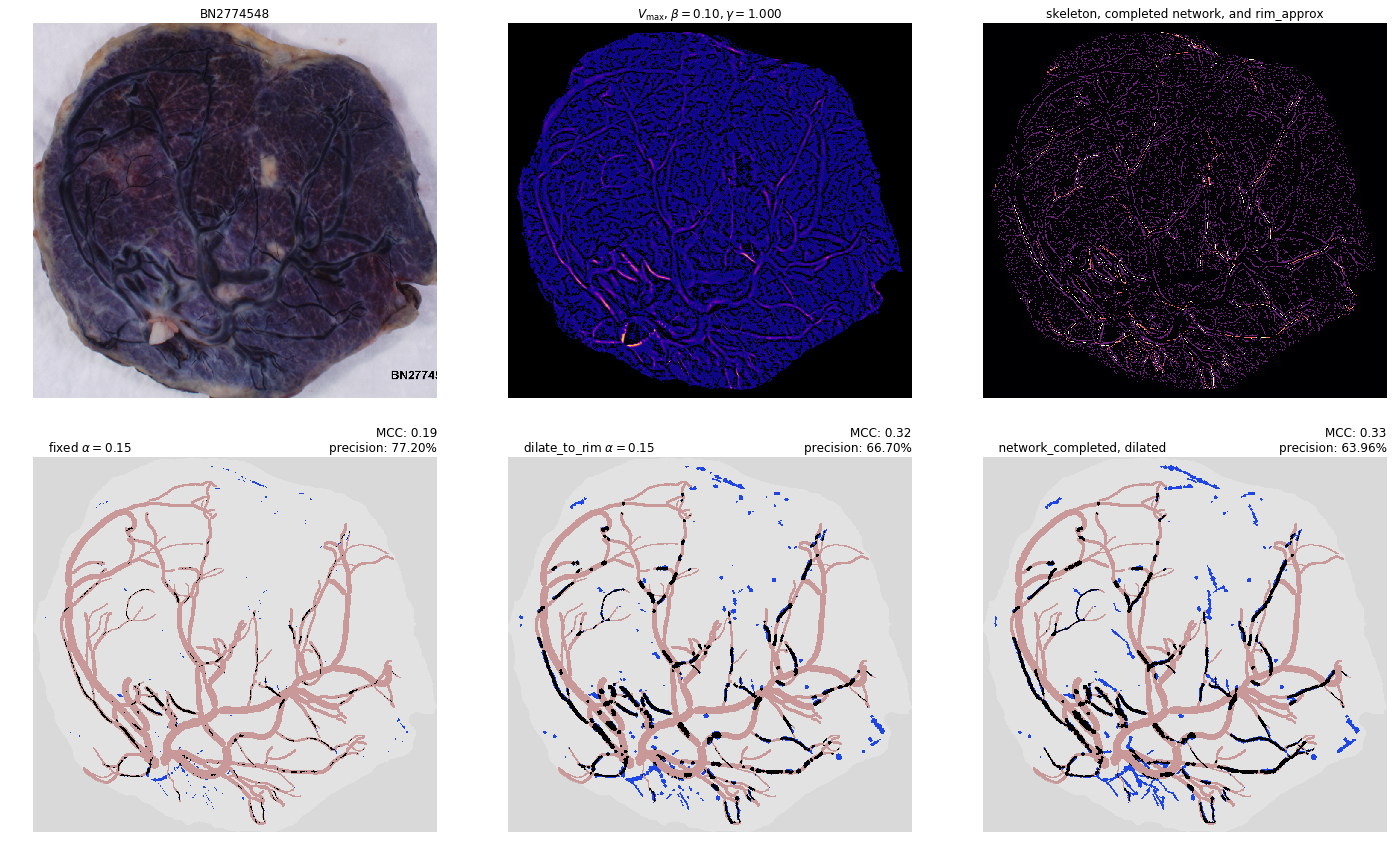 BN2774548
V_max, β = 0.10, γ = 1.000
skeleton, completed network, and rim_approx
BN27745
MCC: 0.19
fixed α = 0.15 precision: 77.20%
MCC: 0.32
dilate_to_rim α = 0.15 precision: 66.70%
MCC: 0.33
network_completed, dilated precision: 63.96%